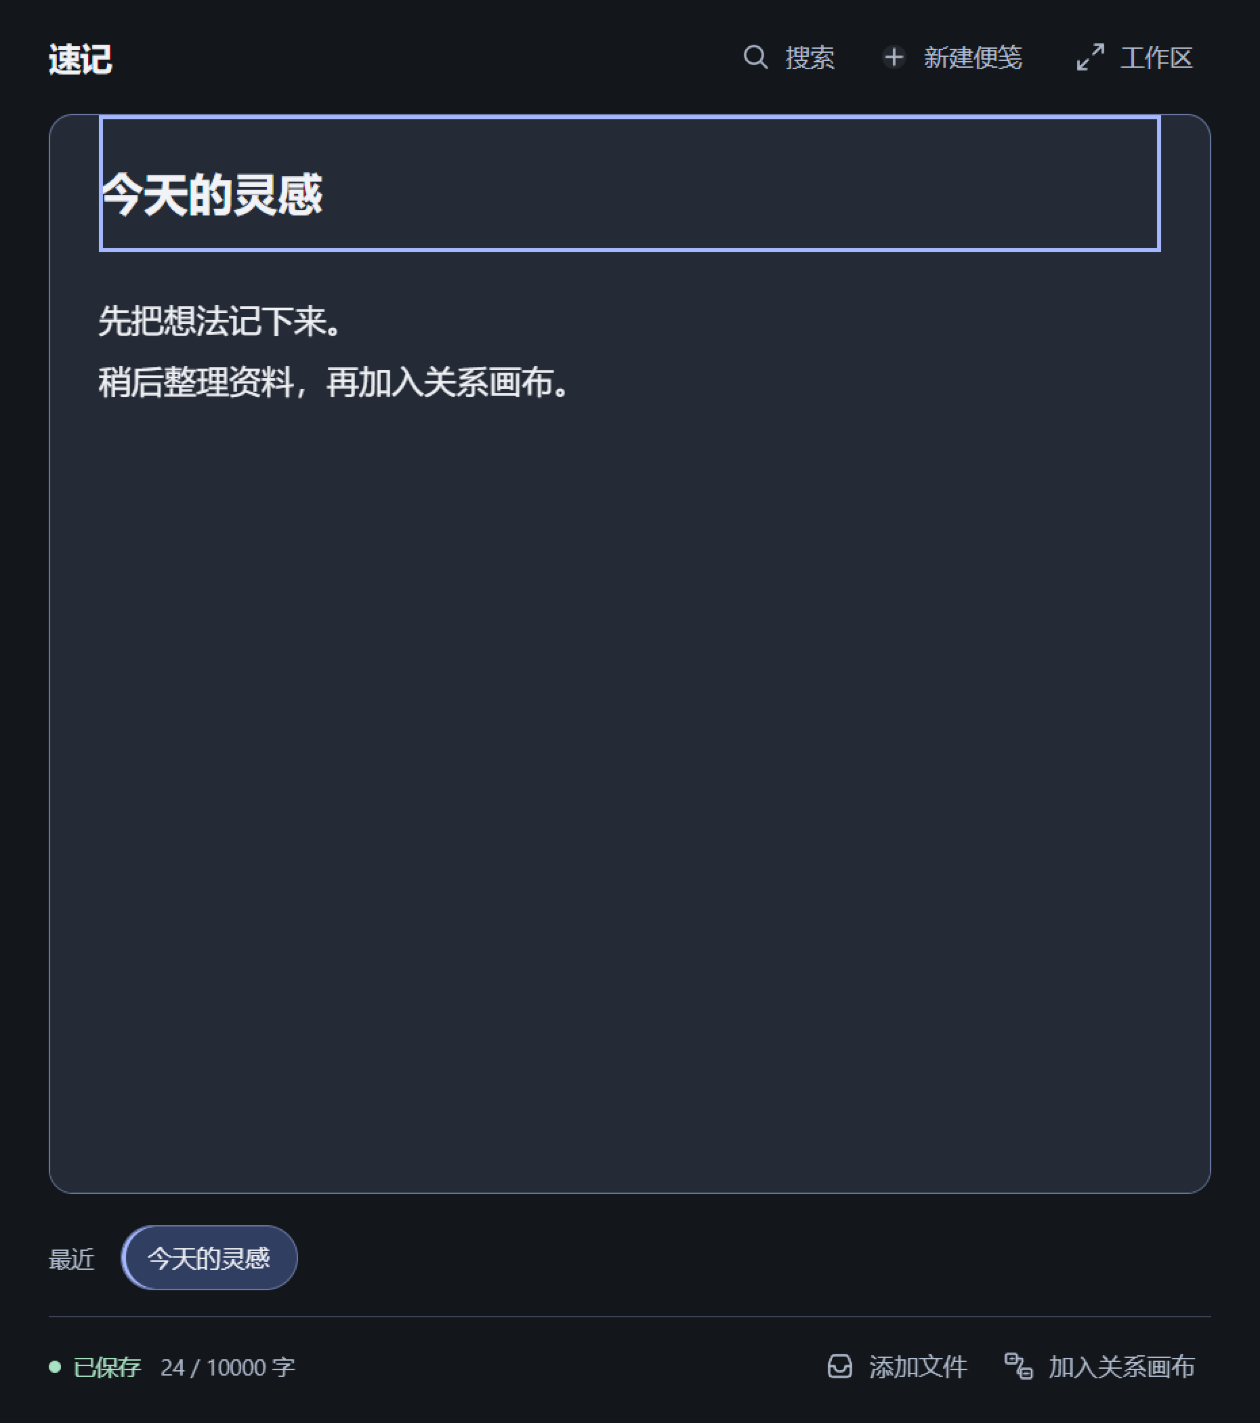 速记
搜索
新建便笺
工作区
今天的灵感
先把想法记下来。
稍后整理资料，再加入关系画布。
最近
今天的灵感
已保存
24 / 10000 字
添加文件
加入关系画布